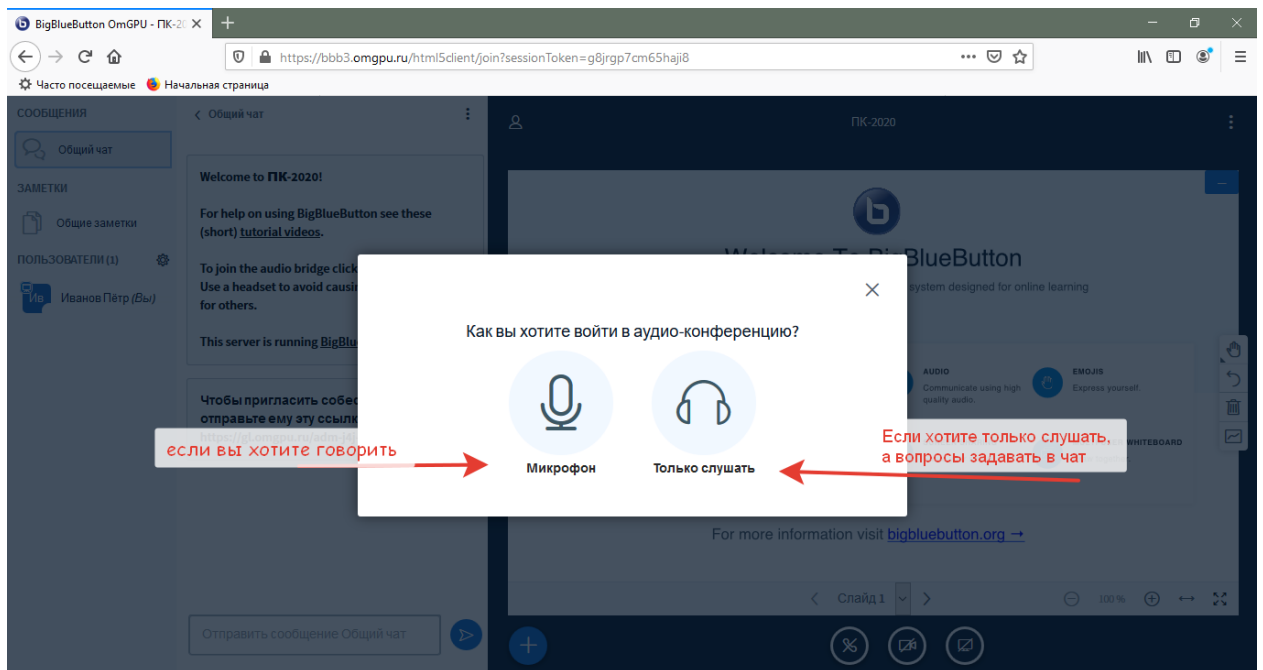 BigBlueButton OmGPU - ПК-20
https://bbb3.omgpu.ru/html5client/join?sessionToken=g8jrgp7cm65haji8
Часто посещаемые Начальная страница
СООБЩЕНИЯ
Общий чат
ЗАМЕТКИ
Общие заметки
ПОЛЬЗОВАТЕЛИ (1)
Ив Иванов Пётр (Вы)
Общий чат
Welcome to ПК-2020!
For help on using BigBlueButton see these
(short) tutorial videos.
To join the audio bridge click
Use a headset to avoid causi
for others.
This server is running BigBlu
Чтобы пригласить собес
отправьте ему эту ссылк
Отправить сообщение Общий чат
ПК-2020
Welcome To BigBlueButton
system designed for online learning
AUDIO
Communicate using high
quality audio.
EMOJIS
Express yourself.
WHITEBOARD
For more information visit bigbluebutton.org →
Слайд 1
100 %
Как вы хотите войти в аудио-конференцию?
Микрофон
Только слушать
если вы хотите говорить
Если хотите только слушать,
а вопросы задавать в чат